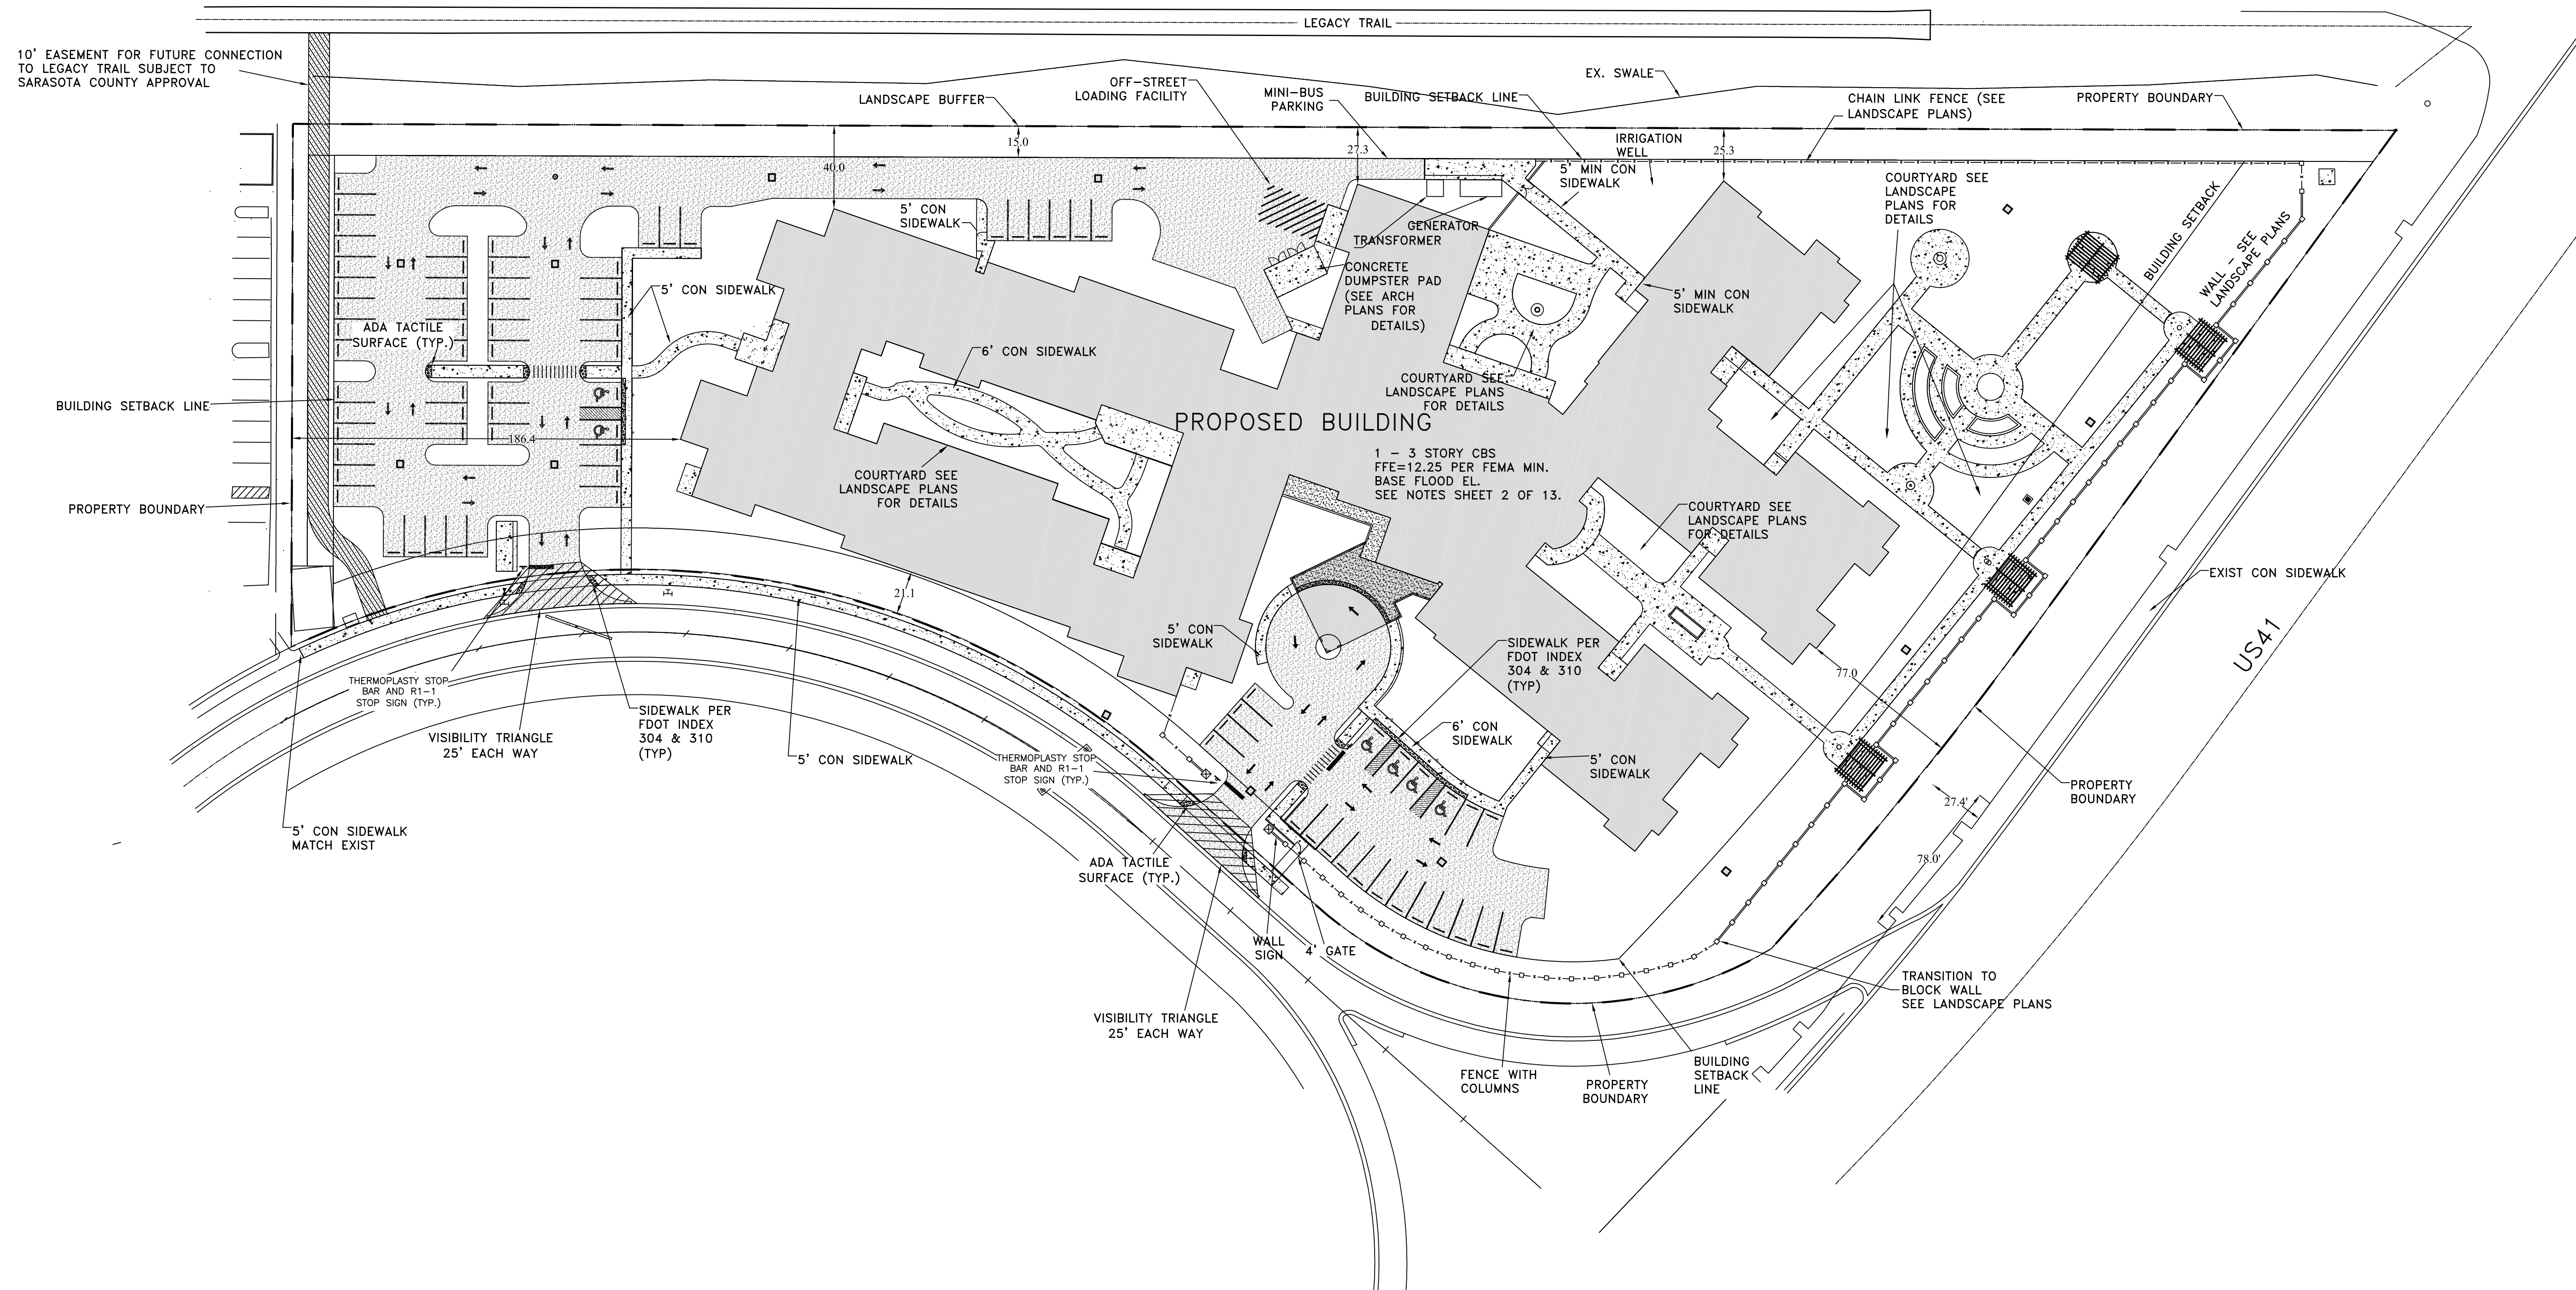 LEGACY TRAIL
10' EASEMENT FOR FUTURE CONNECTION
TO LEGACY TRAIL SUBJECT TO
SARASOTA COUNTY APPROVAL
LANDSCAPE BUFFER
OFF-STREET
LOADING FACILITY
MINI-BUS
PARKING
BUILDING SETBACK LINE
EX. SWALE
CHAIN LINK FENCE (SEE
LANDSCAPE PLANS)
PROPERTY BOUNDARY
40.0
15.0
27.3
25.3
IRRIGATION
WELL
5' MIN CON
SIDEWALK
COURTYARD SEE
LANDSCAPE
PLANS FOR
DETAILS
BUILDING SETBACK
WALL - SEE
LANDSCAPE PLANS
5' CON
SIDEWALK
GENERATOR
TRANSFORMER
CONCRETE
DUMPSTER PAD
(SEE ARCH
PLANS FOR
DETAILS)
5' CON SIDEWALK
5' MIN CON
SIDEWALK
ADA TACTILE
SURFACE (TYP.)
6' CON SIDEWALK
COURTYARD SEE
LANDSCAPE PLANS
FOR DETAILS
BUILDING SETBACK LINE
186.4
PROPOSED BUILDING
1 - 3 STORY CBS
FFE=12.25 PER FEMA MIN.
BASE FLOOD EL.
SEE NOTES SHEET 2 OF 13.
COURTYARD SEE
LANDSCAPE PLANS
FOR DETAILS
PROPERTY BOUNDARY
COURTYARD SEE
LANDSCAPE PLANS
FOR DETAILS
EXIST CON SIDEWALK
21.1
5' CON
SIDEWALK
SIDEWALK PER
FDOT INDEX
304 & 310
(TYP)
US41
77.0
THERMOPLASTY STOP
BAR AND R1-1
STOP SIGN (TYP.)
VISIBILITY TRIANGLE
25' EACH WAY
SIDEWALK PER
FDOT INDEX
304 & 310
(TYP)
5' CON SIDEWALK
THERMOPLASTY STOP
BAR AND R1-1
STOP SIGN (TYP.)
6' CON
SIDEWALK
5' CON
SIDEWALK
PROPERTY
BOUNDARY
27.4'
78.0'
5' CON SIDEWALK
MATCH EXIST
ADA TACTILE
SURFACE (TYP.)
WALL
SIGN
4' GATE
TRANSITION TO
BLOCK WALL
SEE LANDSCAPE PLANS
VISIBILITY TRIANGLE
25' EACH WAY
FENCE WITH
COLUMNS
PROPERTY
BOUNDARY
BUILDING
SETBACK
LINE